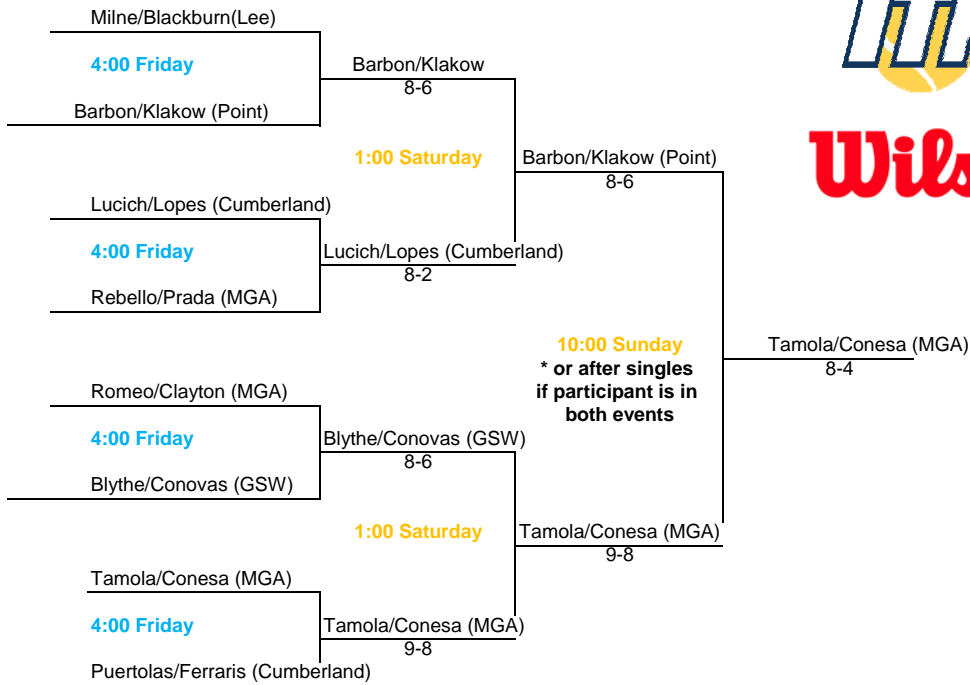 Milne/Blackburn(Lee)
4:00 Friday
Barbon/Klakow
8-6
Barbon/Klakow (Point)
1:00 Saturday
Barbon/Klakow (Point)
8-6
Lucich/Lopes (Cumberland)
4:00 Friday
Lucich/Lopes (Cumberland)
8-2
Rebello/Prada (MGA)
10:00 Sunday
* or after singles
if participant is in
both events
Tamola/Conesa (MGA)
8-4
Romeo/Clayton (MGA)
4:00 Friday
Blythe/Conovas (GSW)
8-6
Blythe/Conovas (GSW)
1:00 Saturday
Tamola/Conesa (MGA)
9-8
Tamola/Conesa (MGA)
4:00 Friday
Tamola/Conesa (MGA)
9-8
Puertolas/Ferraris (Cumberland)